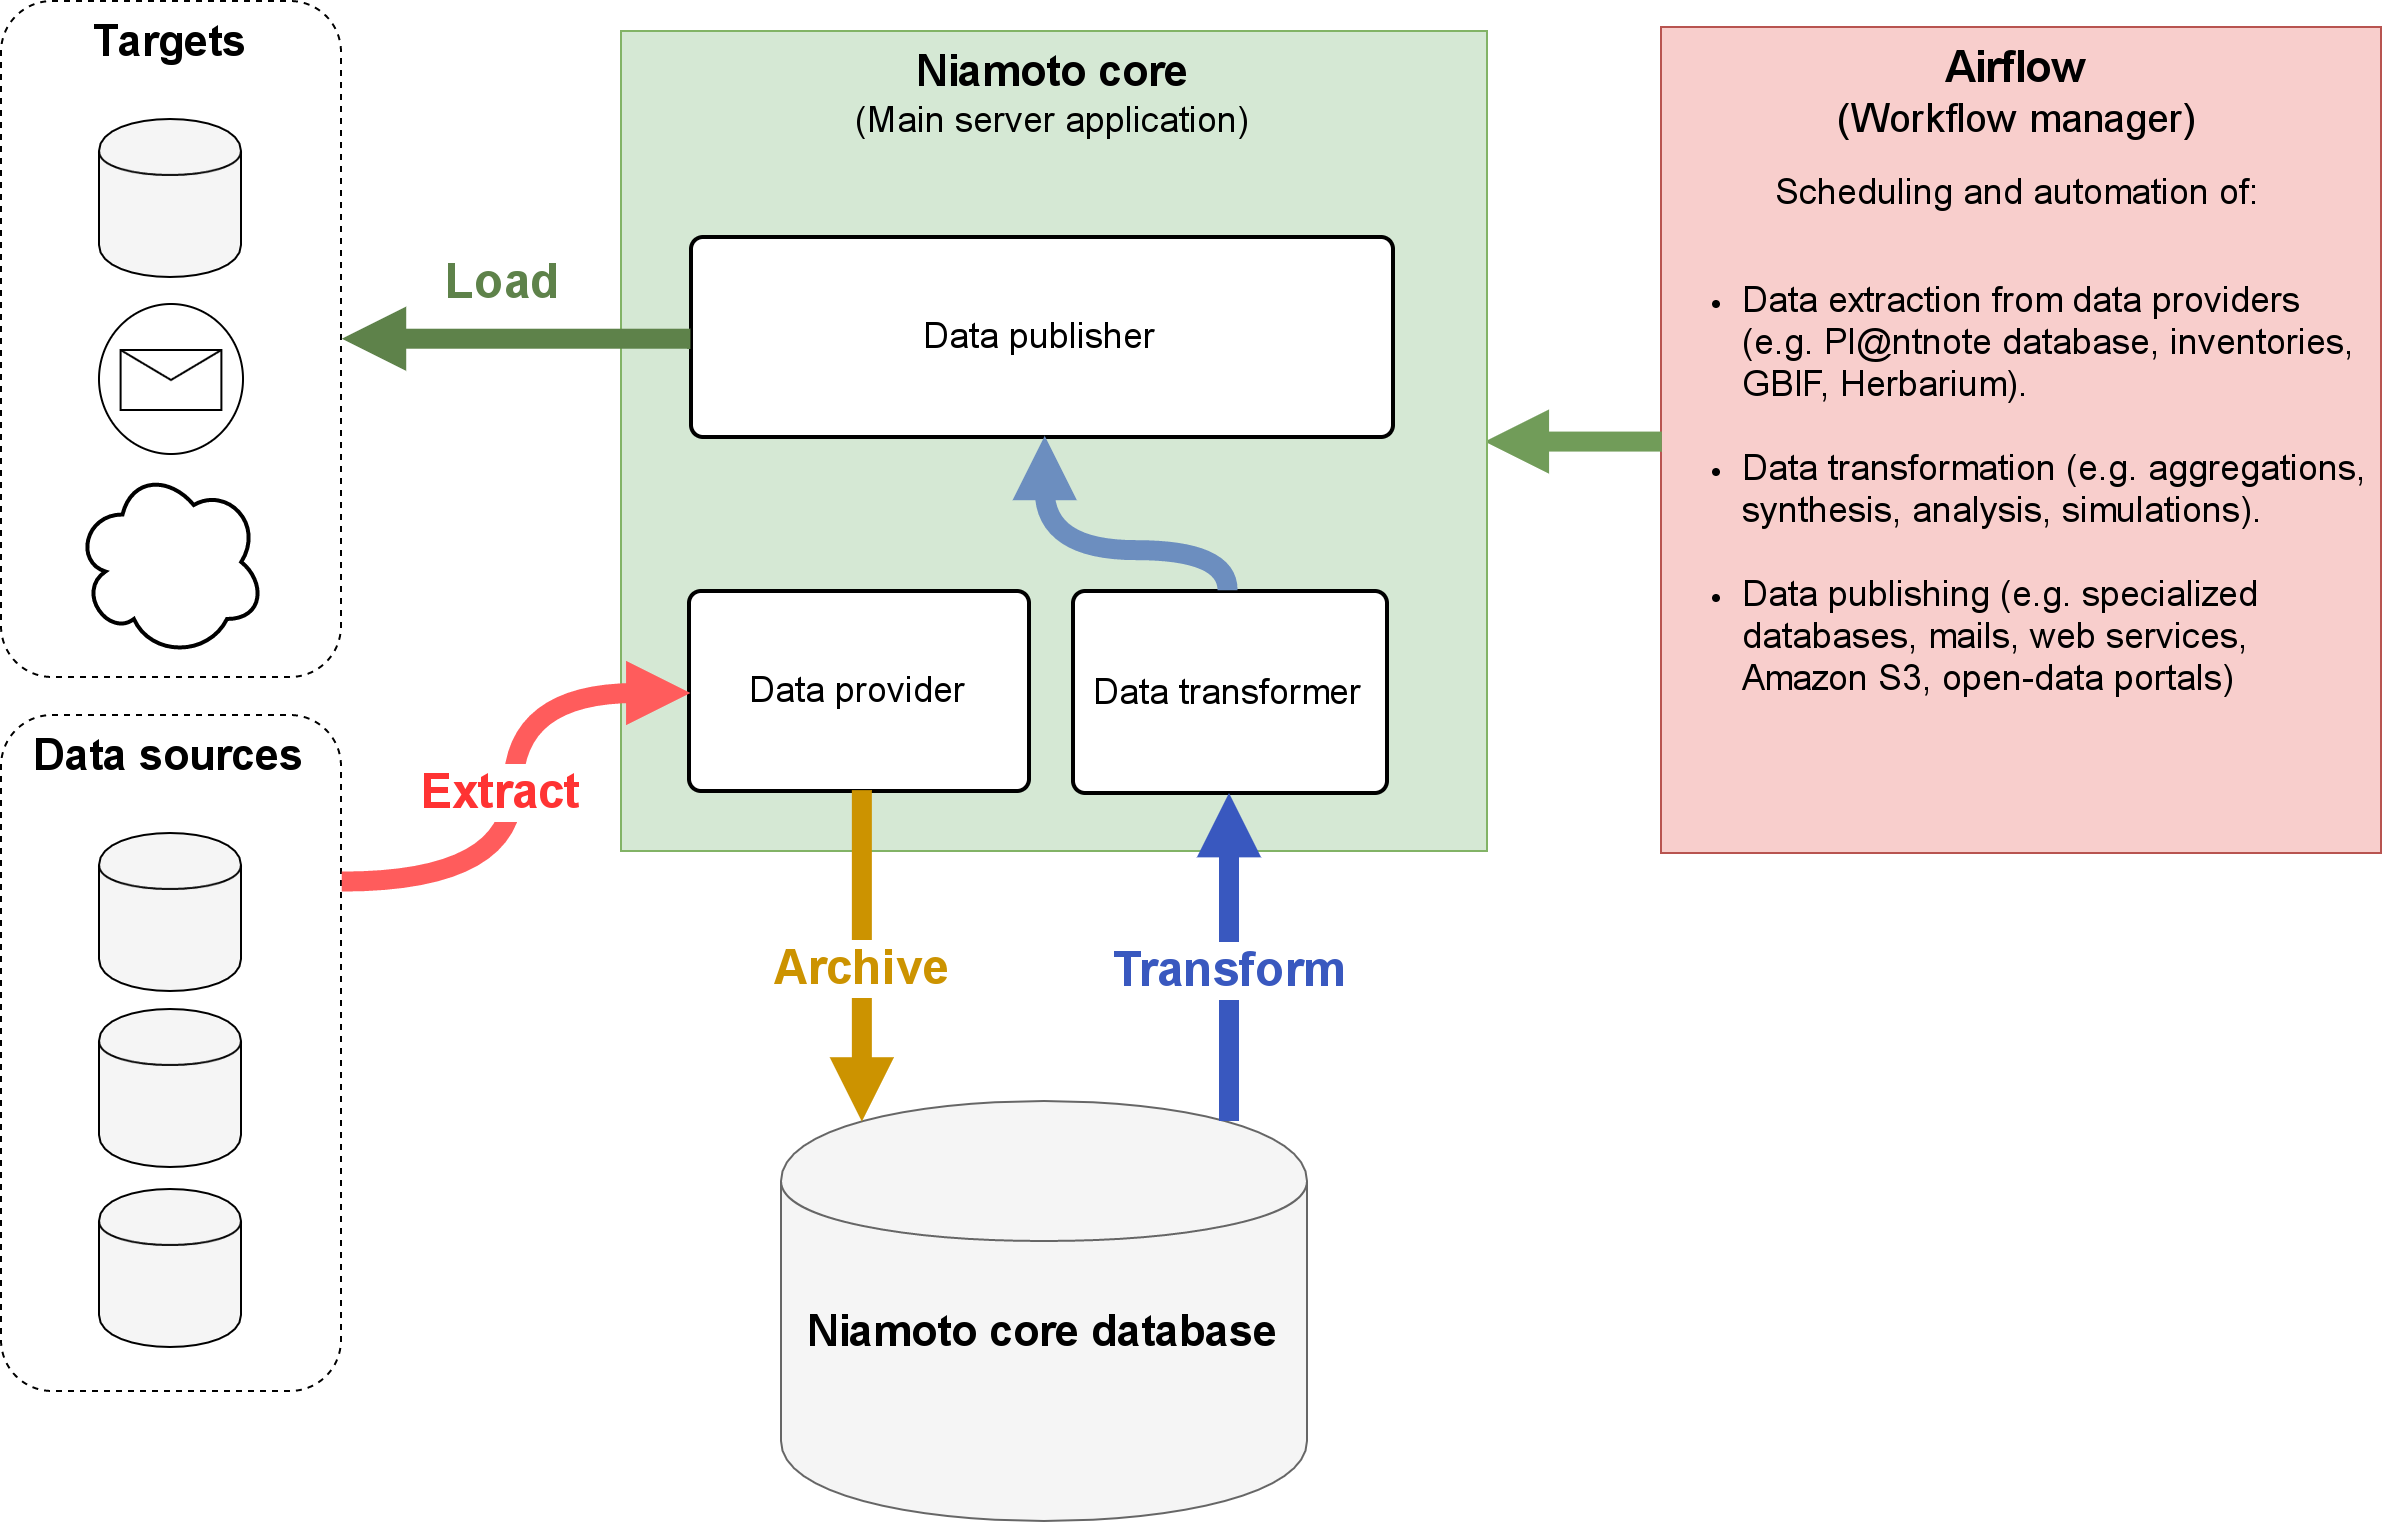 Targets
Load
Data sources
Extract
Niamoto core
(Main server application)
Data publisher
Data provider
Data transformer
Archive
Transform
Niamoto core database
Airflow
(Workflow manager)
Scheduling and automation of:
• Data extraction from data providers
(e.g. Pl@ntnote database, inventories,
GBIF, Herbarium).
• Data transformation (e.g. aggregations,
synthesis, analysis, simulations).
• Data publishing (e.g. specialized
databases, mails, web services,
Amazon S3, open-data portals)